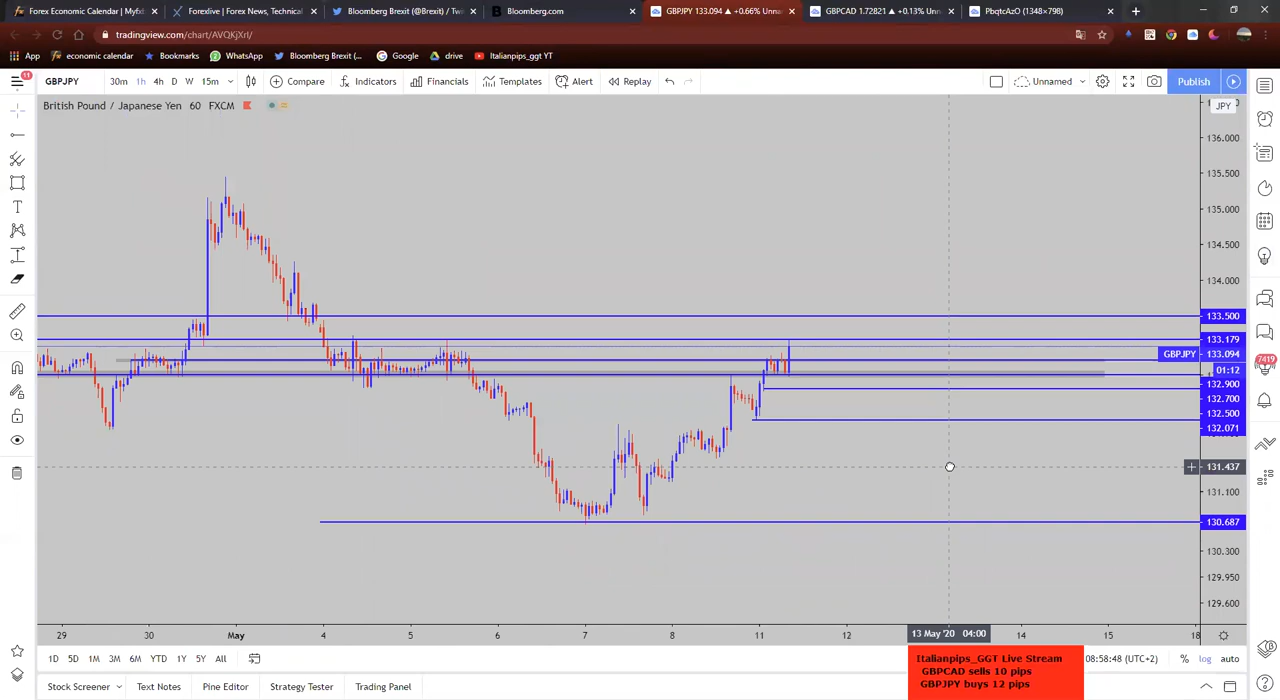 Forex Economic Calendar | Myfx
Forexlive | Forex News, Technical
Bloomberg Brexit (@Brexit) / Tw
Bloomberg.com
GBPJPY 133.094 ▲ +0.66% Unna
GBPCAD 1.72821 ▲ +0.13% Un
PbqtcAzO (1348×798)
tradingview.com/chart/AVQKjXrI/
App
economic calendar
Bookmarks
WhatsApp
Bloomberg Brexit (...
Google
drive
Italianpips_ggt YT
11
GBPJPY
30m 1h 4h D W 15m
Compare
Indicators
Financials
Templates
Alert
Replay
Unnamed
Publish
British Pound / Japanese Yen 60 FXCM
JPY
136.000
135.500
135.000
134.500
134.000
133.500
133.179
GBPJPY 133.094
01:12
132.900
132.700
132.500
132.071
131.437
131.100
130.687
130.300
129.950
129.600
7419
29 30 May 4 5 6 7 8 11 12 13 May '20 04:00 14 15 18
1D 5D 1M 3M 6M YTD 1Y 5Y All
08:58:48 (UTC+2) % log auto
Italianpips_GGT Live Stream
GBPCAD sells 10 pips
GBPJPY buys 12 pips
Stock Screener
Text Notes
Pine Editor
Strategy Tester
Trading Panel